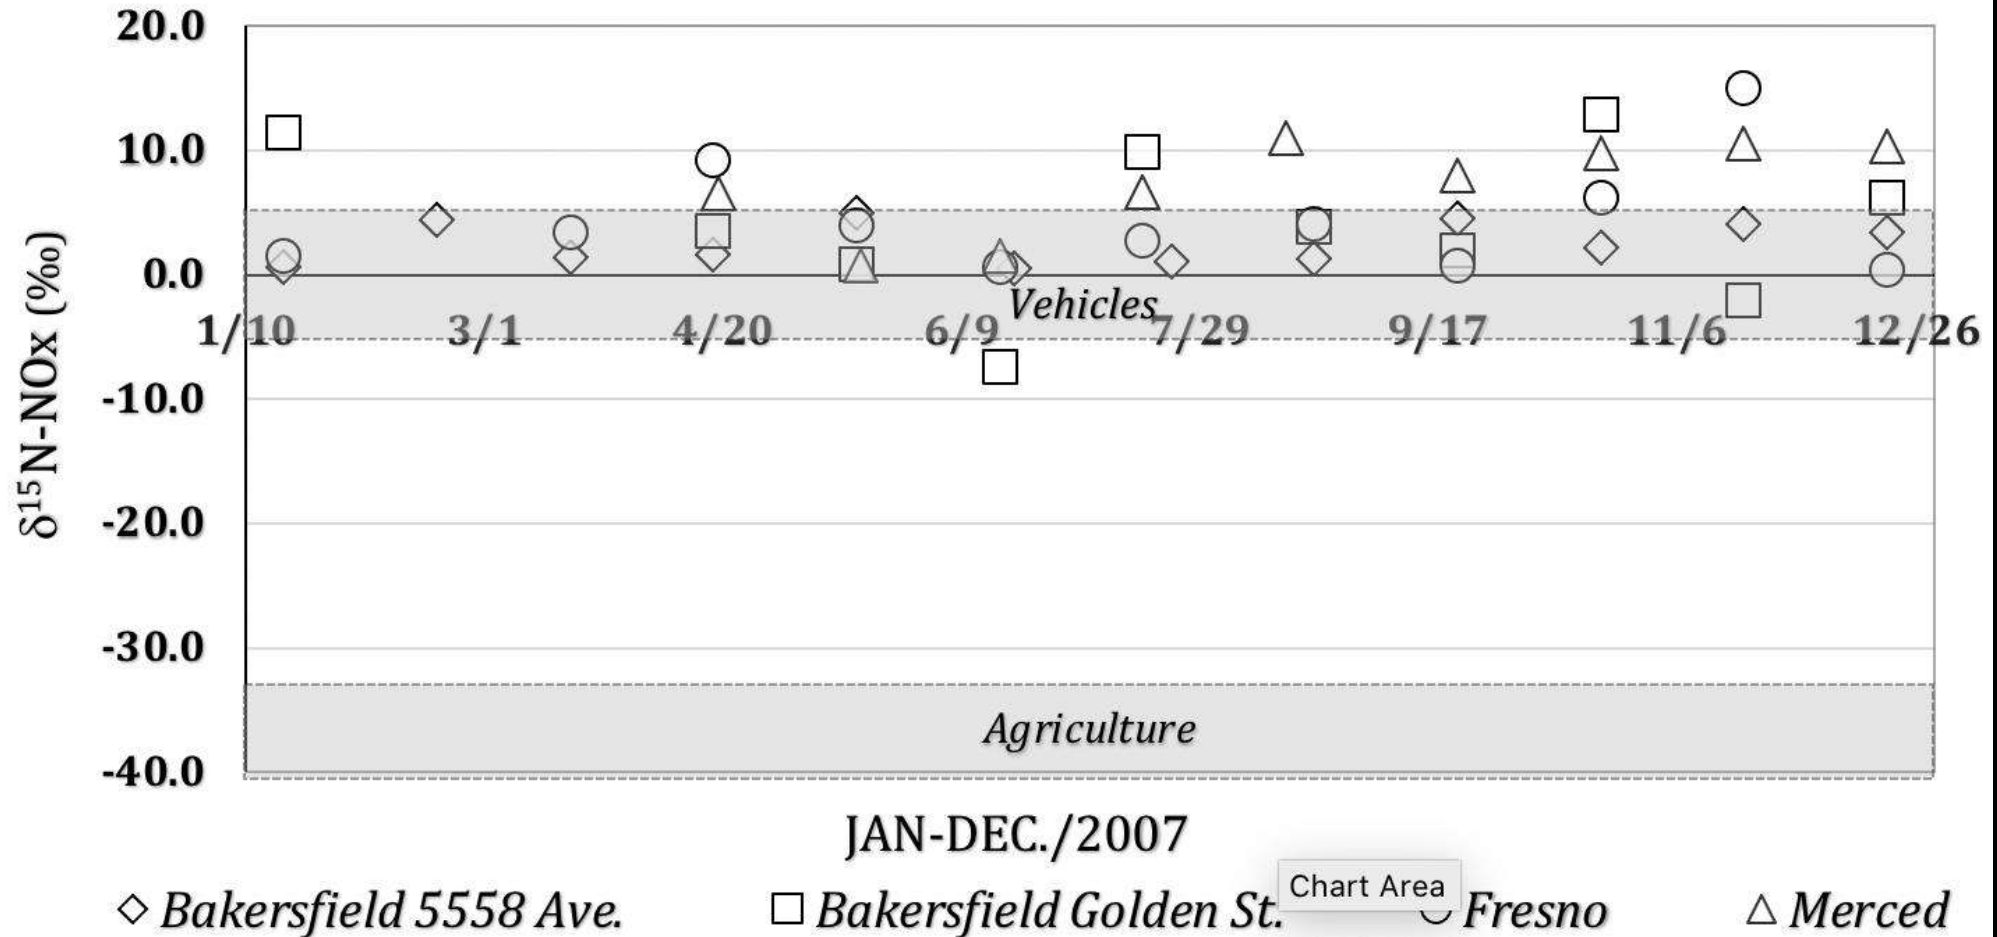 20.0
10.0
0.0
-10.0
-20.0
-30.0
-40.0
δ¹⁵N-NOx (‰)
Vehicles
1/10 3/1 4/20 6/9 7/29 9/17 11/6 12/26
Agriculture
JAN-DEC./2007
Chart Area
Bakersfield 5558 Ave. Bakersfield Golden St. Fresno Merced